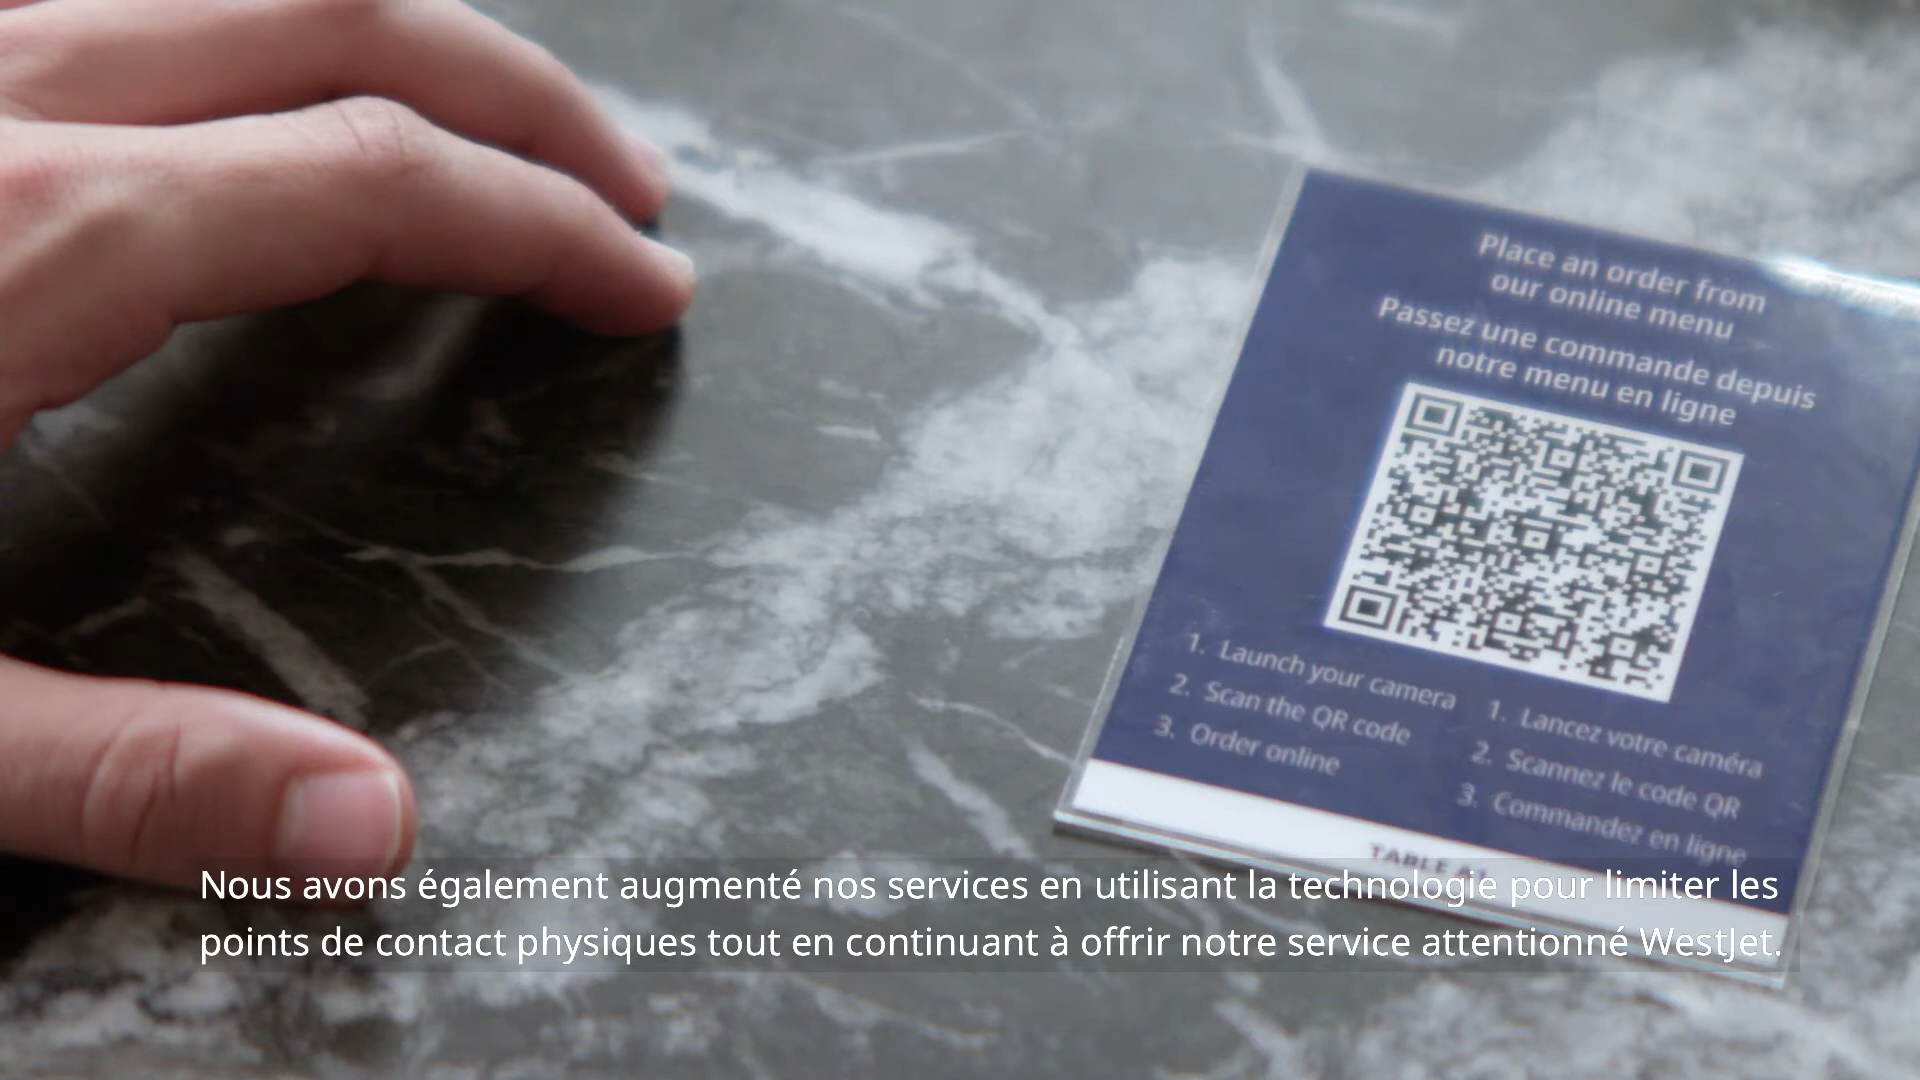 Place an order from
our online menu
Passez une commande depuis
notre menu en ligne
1. Launch your camera
2. Scan the QR code
3. Order online
1. Lancez votre caméra
2. Scannez le code QR
3. Commandez en ligne
TABLE
Nous avons également augmenté nos services en utilisant la technologie pour limiter les
points de contact physiques tout en continuant à offrir notre service attentionné WestJet.